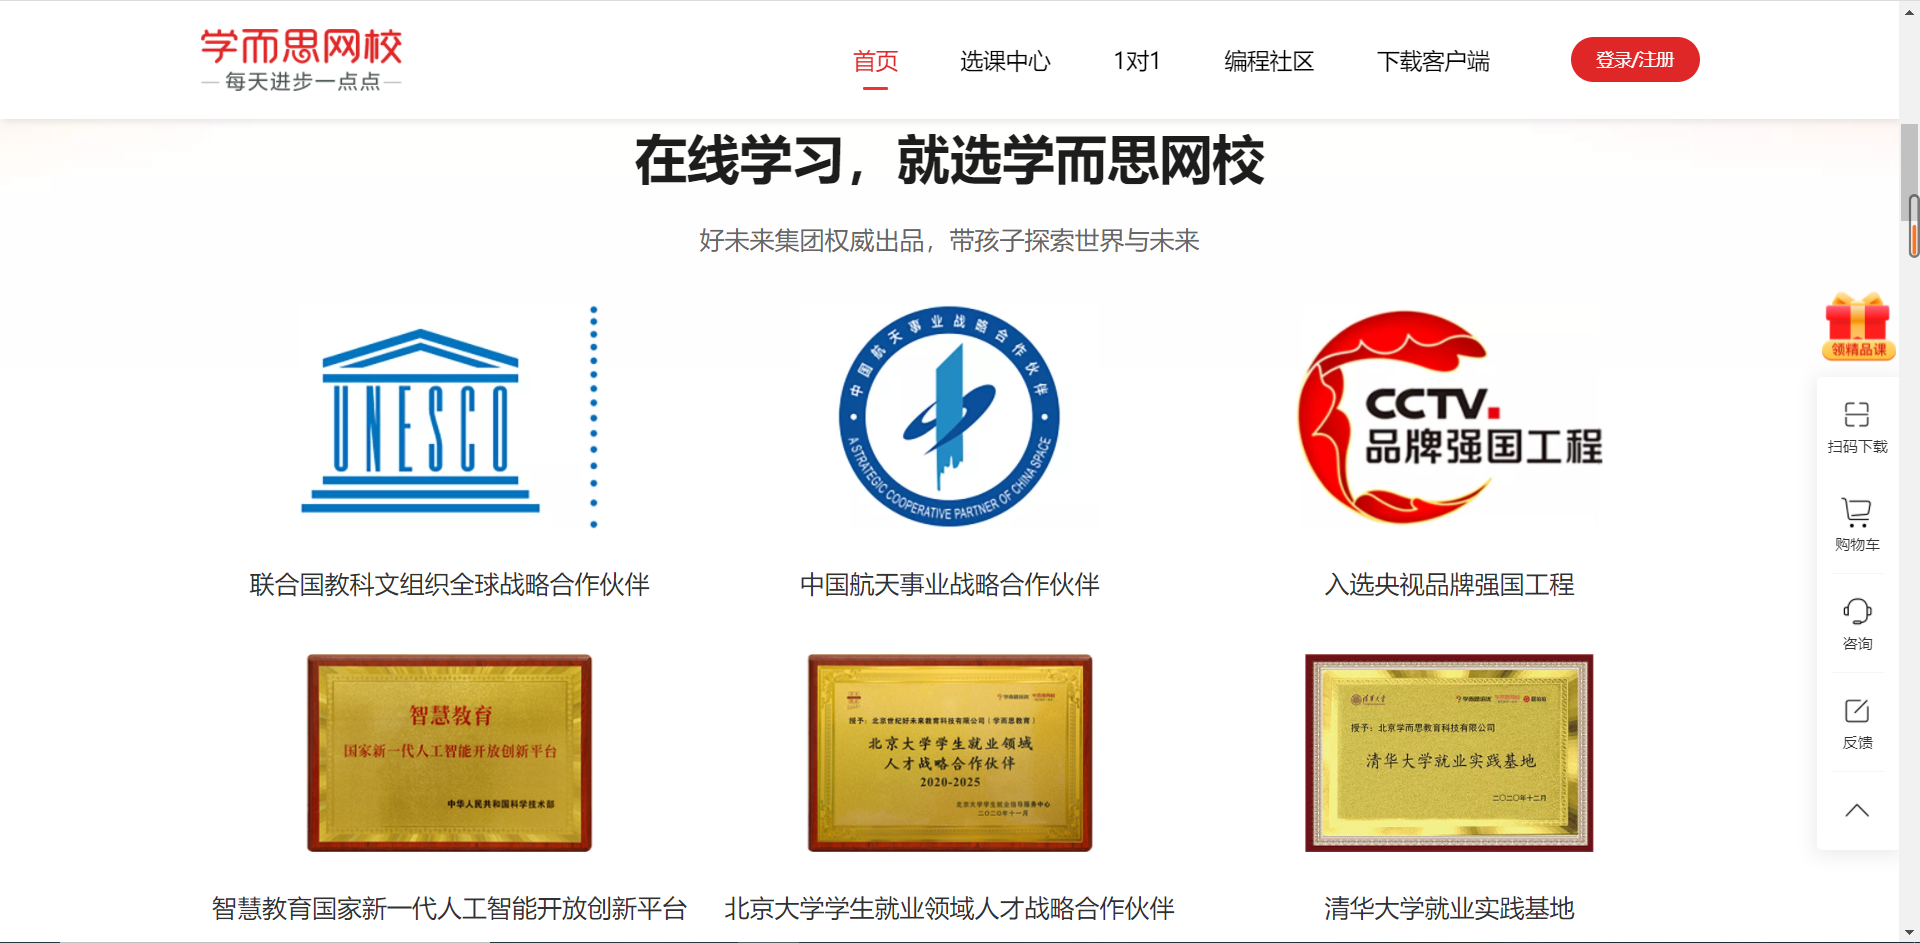 学而思网校
每天进步一点点
首页
选课中心
1对1
编程社区
下载客户端
登录/注册
在线学习，就选学而思网校
好未来集团权威出品，带孩子探索世界与未来
UNESCO
中国航天事业战略合作伙伴
A STRATEGIC COOPERATIVE PARTNER OF CHINA SPACE
CCTV.
品牌强国工程
联合国教科文组织全球战略合作伙伴
中国航天事业战略合作伙伴
入选央视品牌强国工程
智慧教育
国家新一代人工智能开放创新平台
中华人民共和国科学技术部
授予：北京世纪好未来教育科技有限公司（学而思教育）
北京大学学生就业领域
人才战略合作伙伴
2020-2025
北京大学学生就业指导服务中心
二〇二〇年十一月
清华大学
授予：北京学而思教育科技有限公司
清华大学就业实践基地
二〇二〇年十二月
智慧教育国家新一代人工智能开放创新平台
北京大学学生就业领域人才战略合作伙伴
清华大学就业实践基地
领精品课
扫码下载
购物车
咨询
反馈